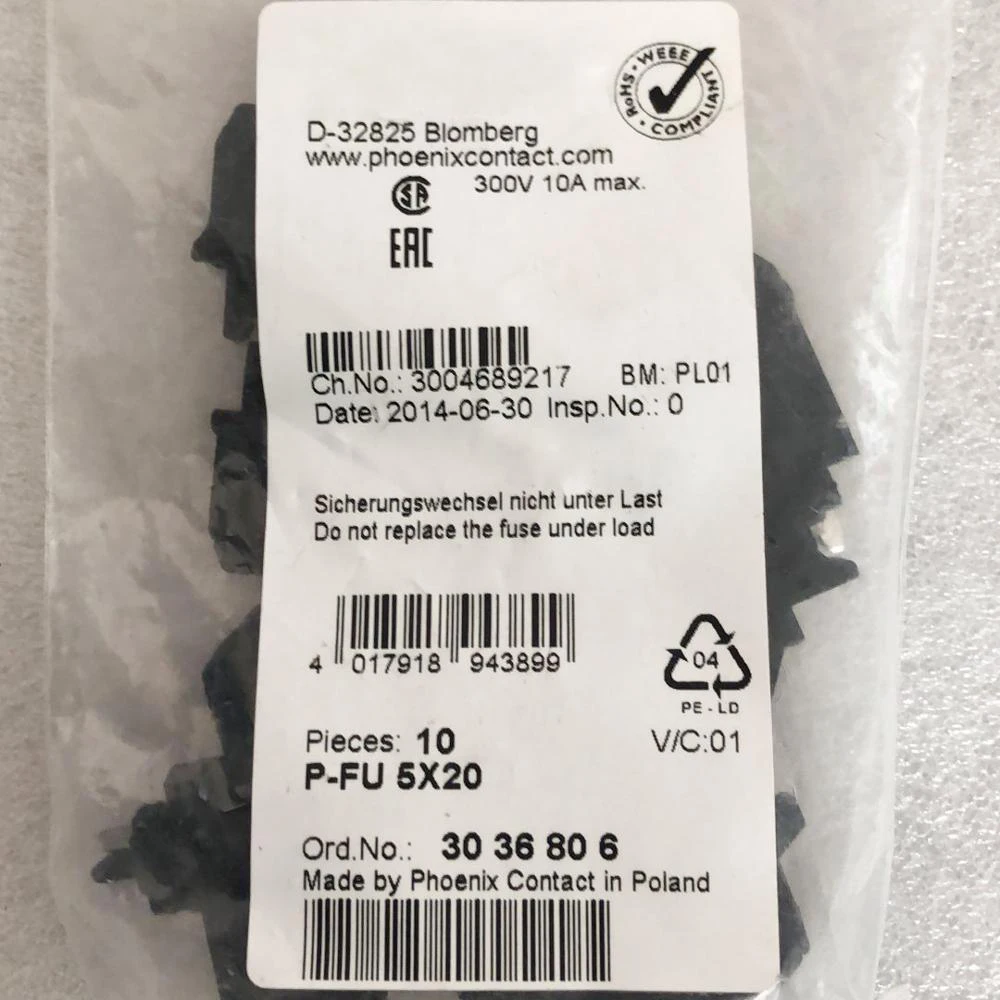 WEEE
RoHS · COMPLIANT ·
D-32825 Blomberg
www.phoenixcontact.com
300V 10A max.
SA
EAC
Ch.No.: 3004689217 BM: PL01
Date: 2014-06-30 Insp.No.: 0
Sicherungswechsel nicht unter Last
Do not replace the fuse under load
4 017918 943899
04
PE-LD
Pieces: 10 V/C:01
P-FU 5X20
Ord.No.: 30 36 80 6
Made by Phoenix Contact in Poland